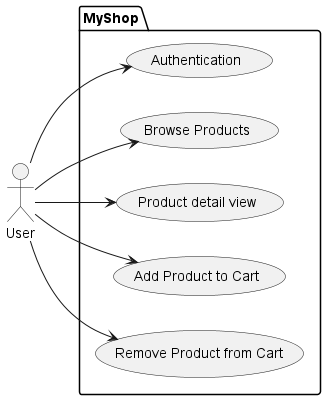 MyShop
Authentication
Browse Products
Product detail view
User
Add Product to Cart
Remove Product from Cart